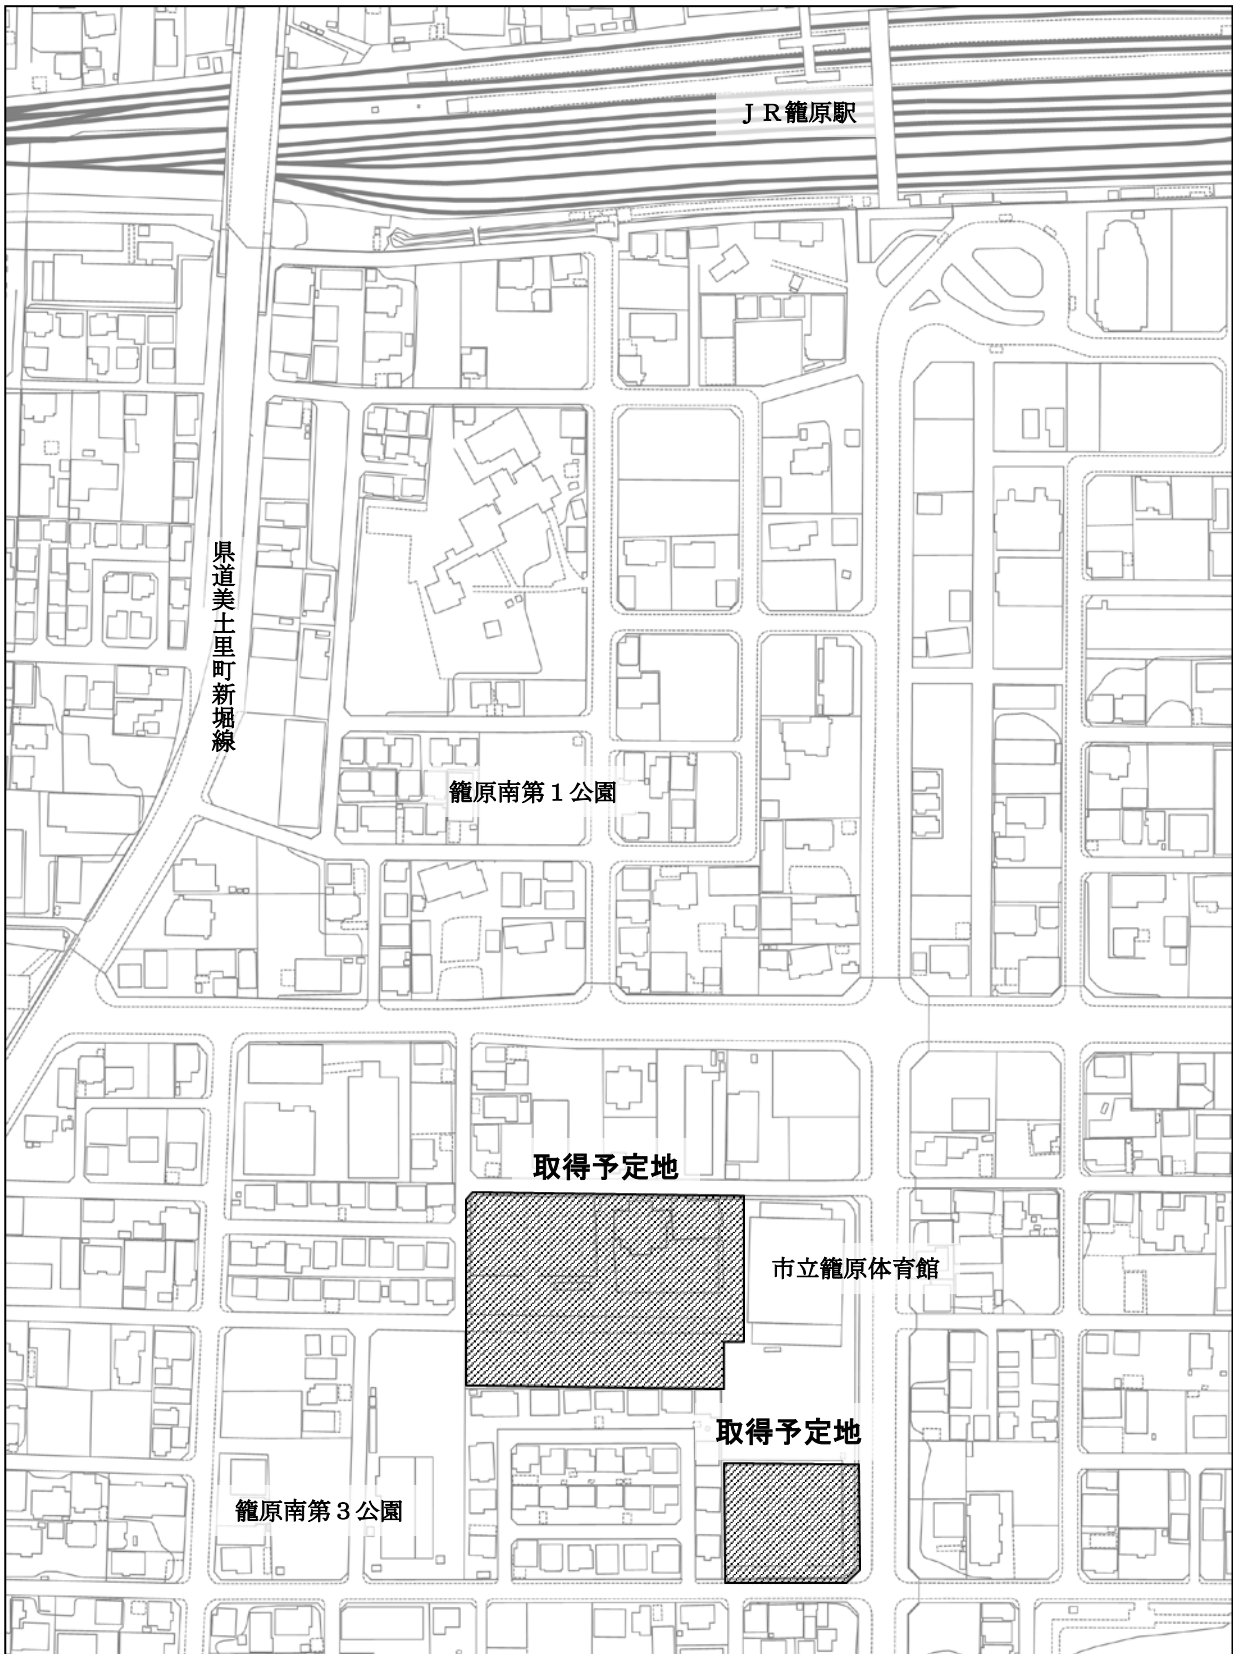 ＪＲ籠原駅
県道美土里町新堀線
籠原南第１公園
取得予定地
市立籠原体育館
取得予定地
籠原南第３公園